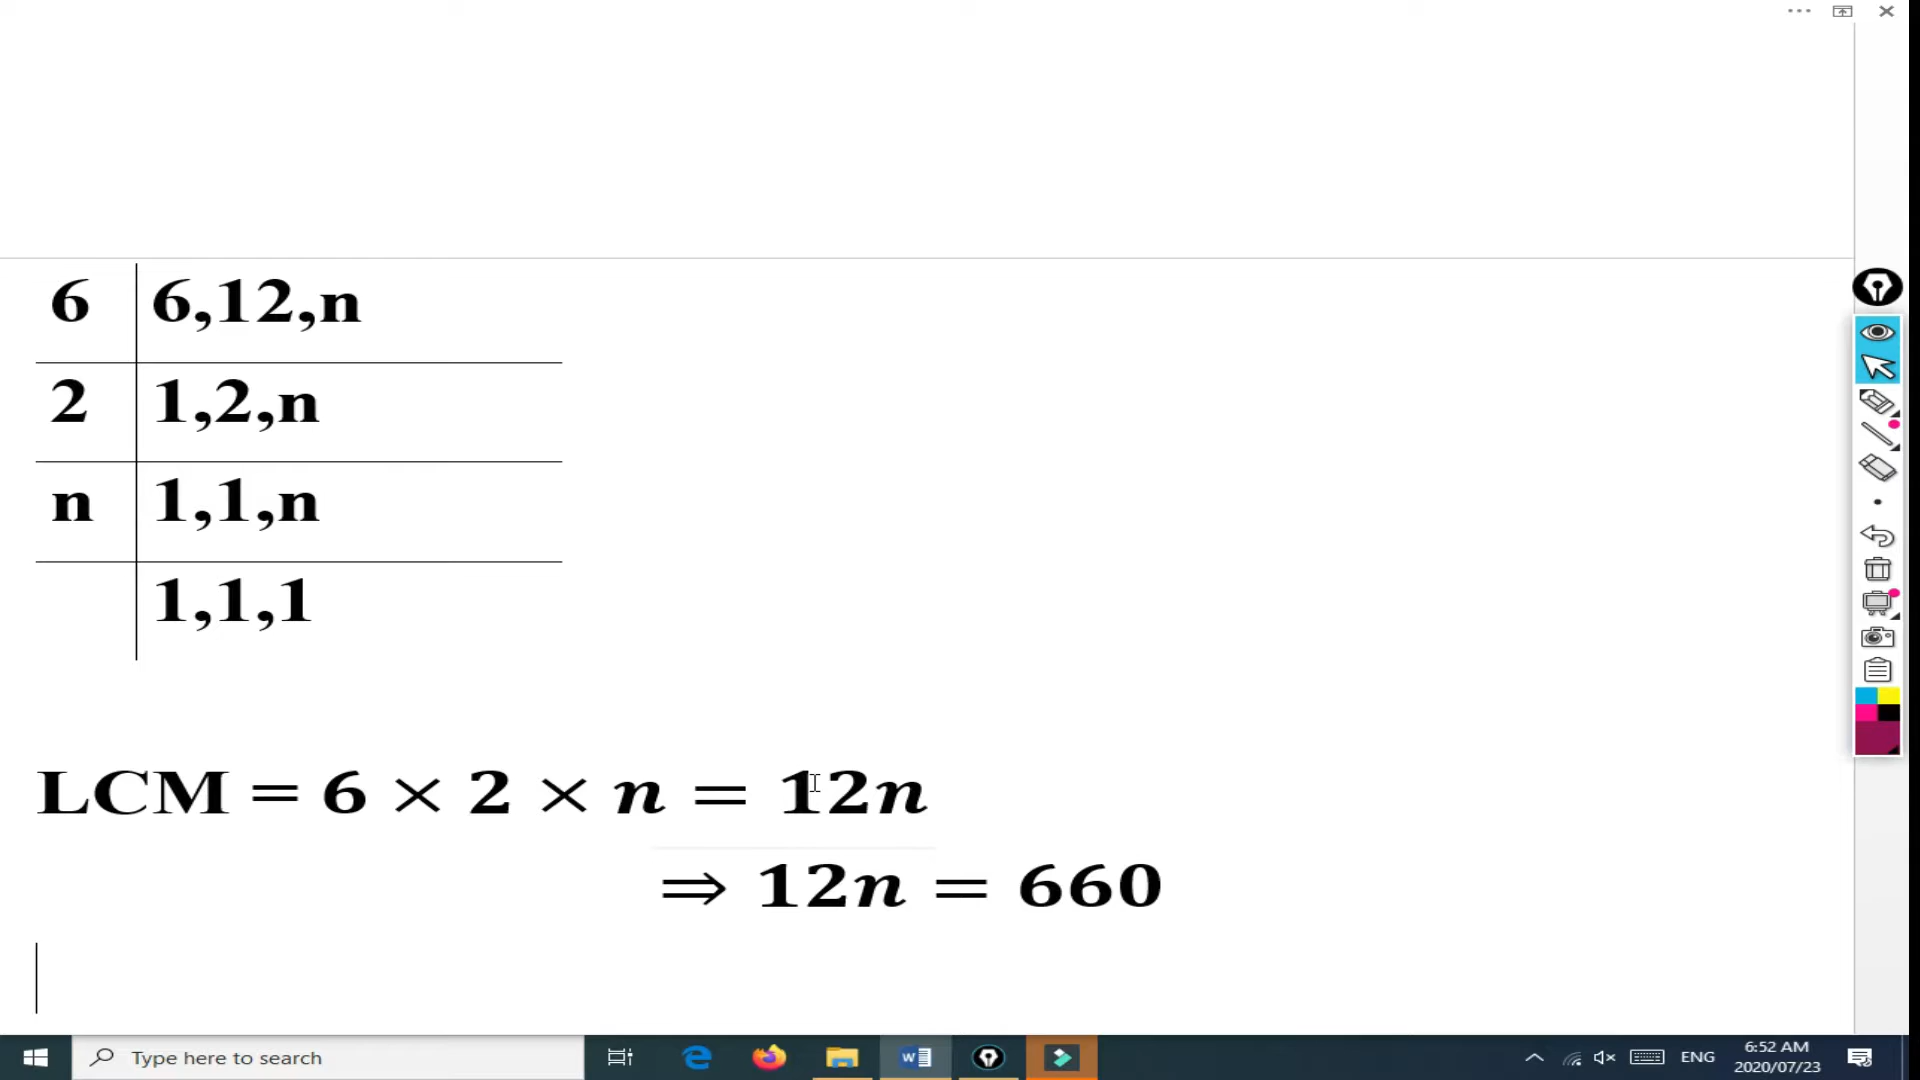 6 6,12,n
2 1,2,n
n 1,1,n
1,1,1
LCM = 6 × 2 × n = 12n
⇒ 12n = 660
Type here to search
ENG
6:52 AM
2020/07/23